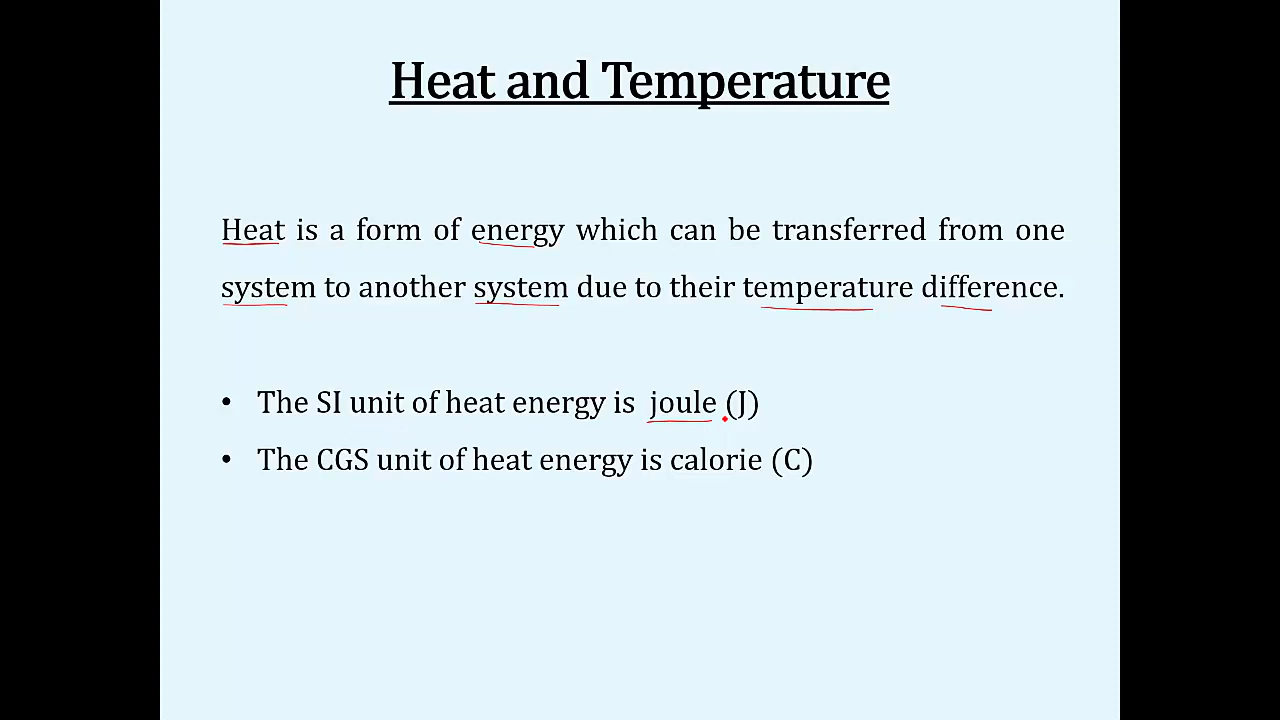 Heat and Temperature
Heat is a form of energy which can be transferred from one
system to another system due to their temperature difference.
• The SI unit of heat energy is joule (J)
• The CGS unit of heat energy is calorie (C)